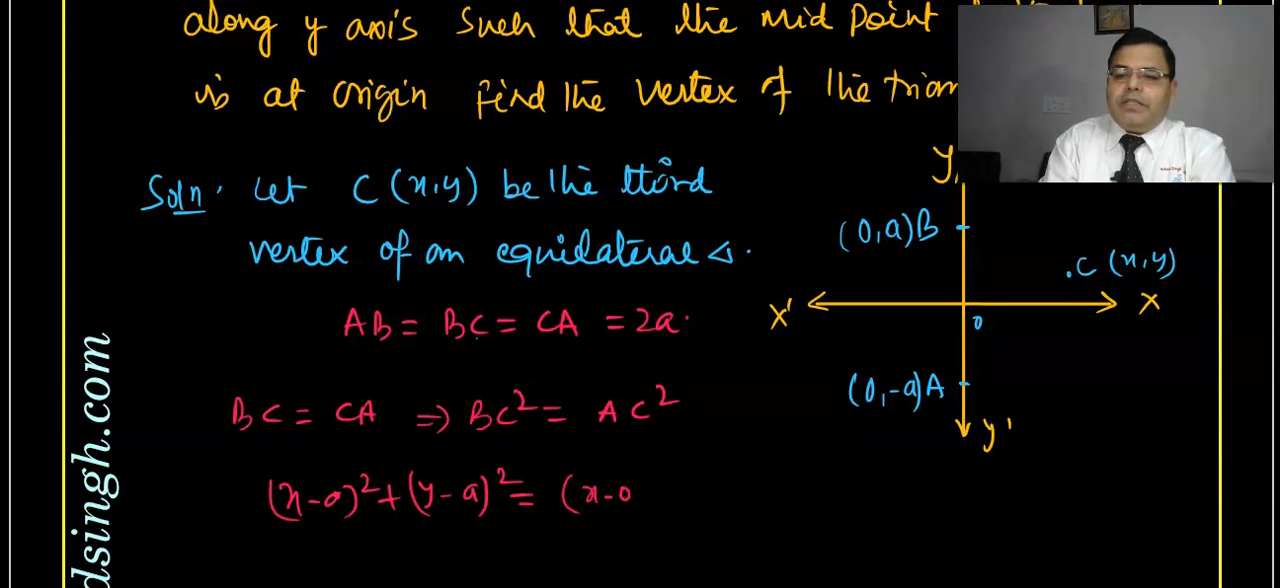 along y axis such that the mid point
is at origin find the vertex of the trian
Soln. Let C (x,y) be the third
vertex of an equilateral Δ.
AB = BC = CA = 2a.
BC = CA ⇒ BC² = AC²
(x-0)²+(y-a)² = (x-0
y
(0,a)B
.C (x,y)
X'
X
0
(0,-a)A
y'
dsingh.com